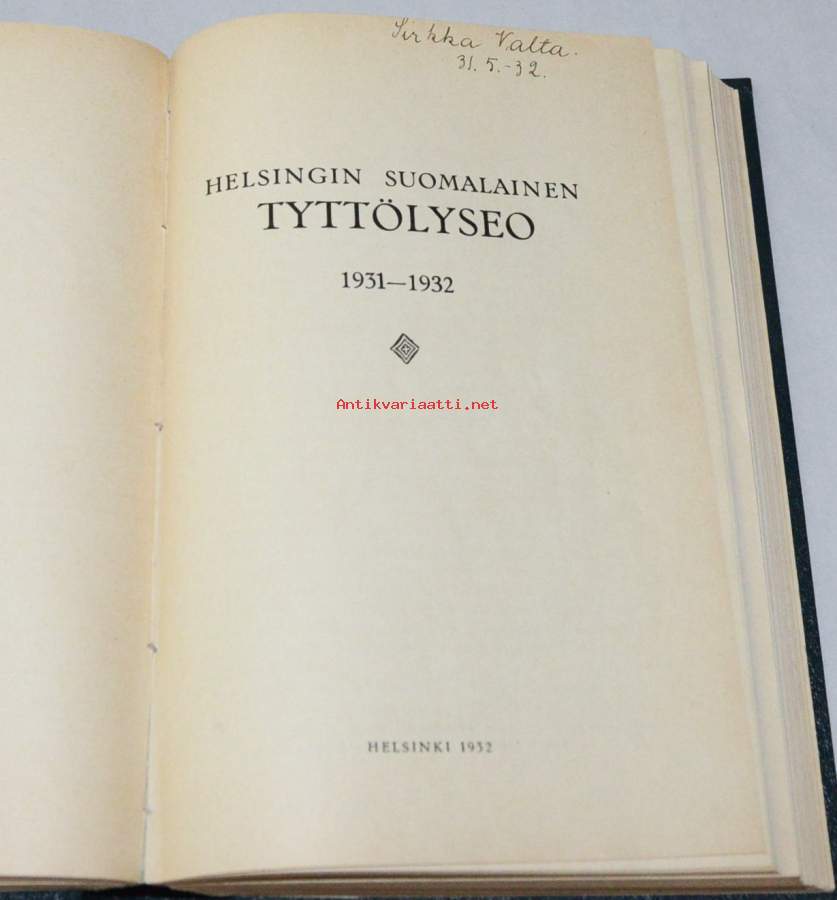 Sirkka Valta.
31.5.-32.
HELSINGIN SUOMALAINEN
TYTTÖLYSEO
1931—1932
Antikvariaatti.net
HELSINKI 1932